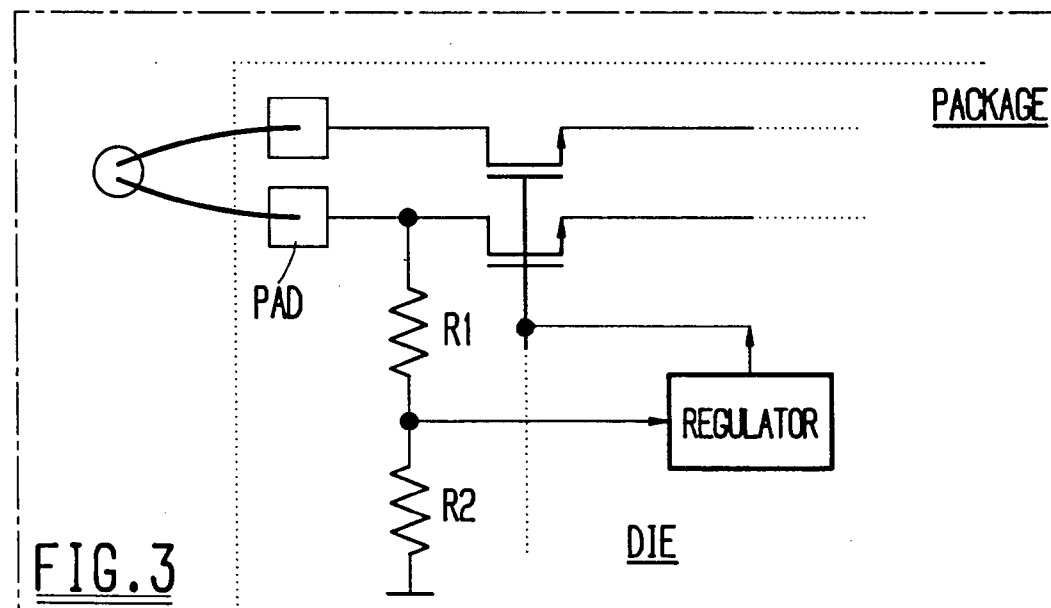 PACKAGE
PAD
R1
REGULATOR
R2
DIE
FIG.3